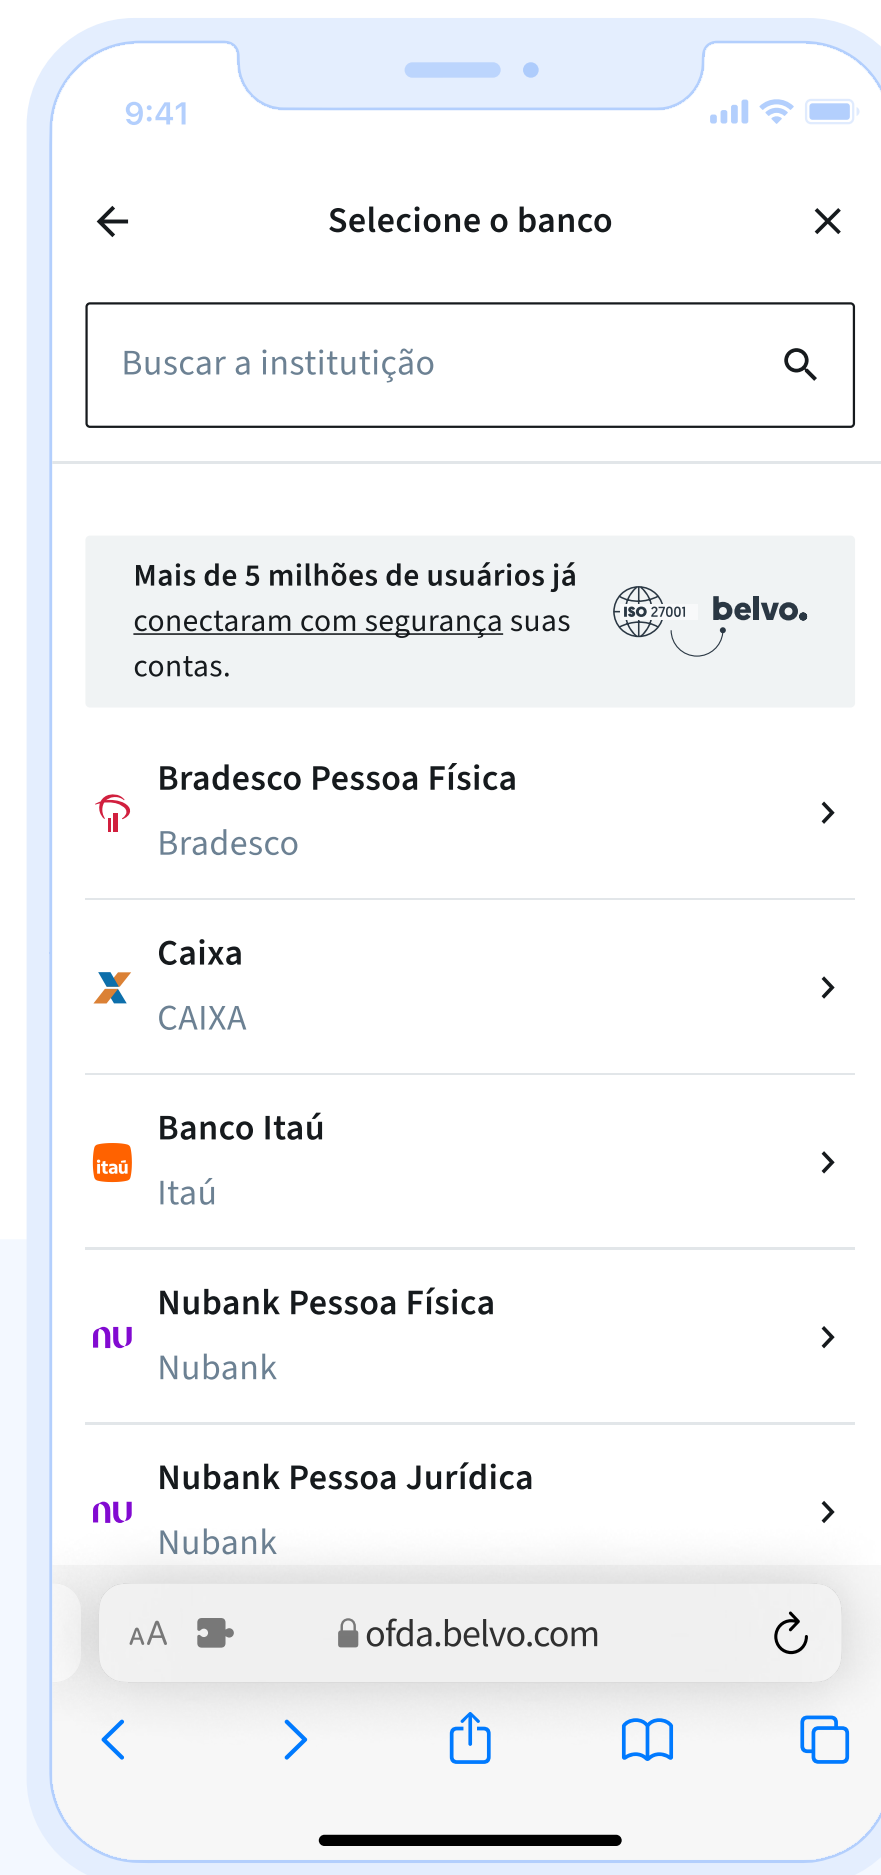 9:41
Selecione o banco
Buscar a institutição
Mais de 5 milhões de usuários já
conectaram com segurança suas
contas.
ISO 27001
belvo.
Bradesco Pessoa Física
Bradesco
Caixa
CAIXA
Banco Itaú
itaú
Itaú
Nubank Pessoa Física
nu
Nubank
Nubank Pessoa Jurídica
nu
Nubank
AA
ofda.belvo.com